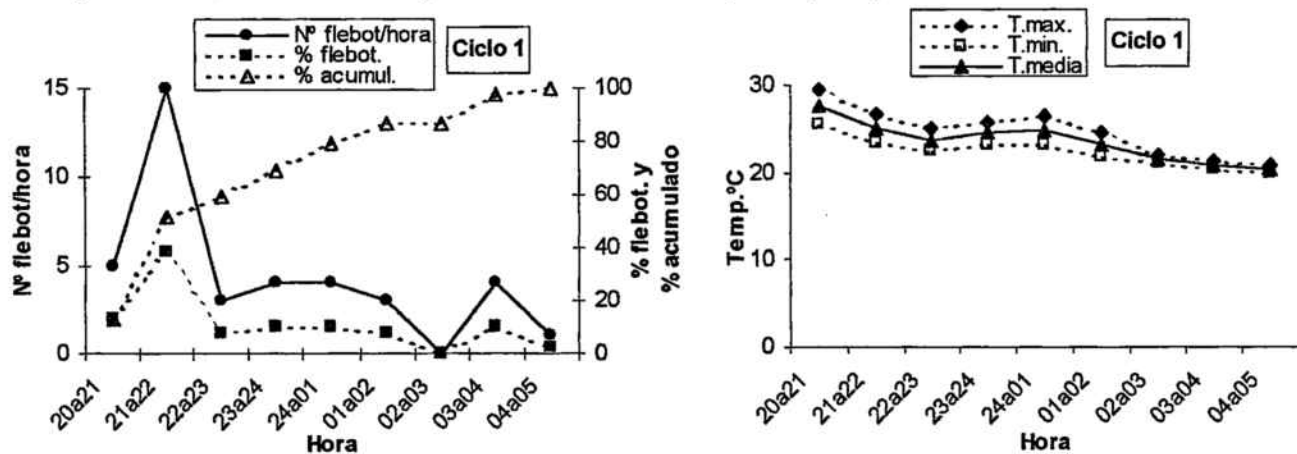 Nº flebot/hora
% flebot.
% acumul.
Ciclo 1
15
10
5
0
100
80
60
40
20
0
Nº flebot/hora
% flebot. y
% acumulado
20a21
21a22
22a23
23a24
24a01
01a02
02a03
03a04
04a05
Hora
T.max.
T.min.
T.media
Ciclo 1
30
20
10
0
Temp.ºC
20a21
21a22
22a23
23a24
24a01
01a02
02a03
03a04
04a05
Hora